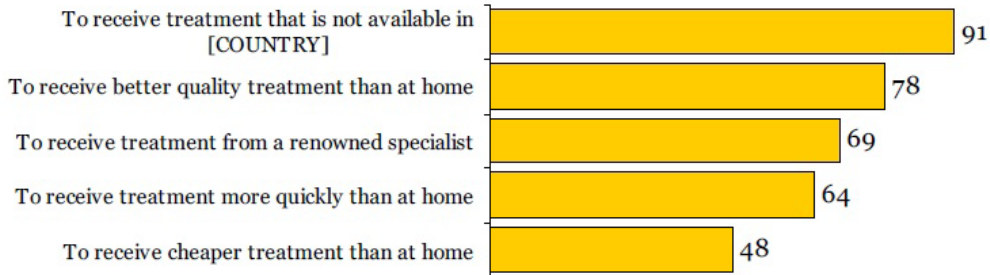 To receive treatment that is not available in
[COUNTRY]
91
To receive better quality treatment than at home
78
To receive treatment from a renowned specialist
69
To receive treatment more quickly than at home
64
To receive cheaper treatment than at home
48